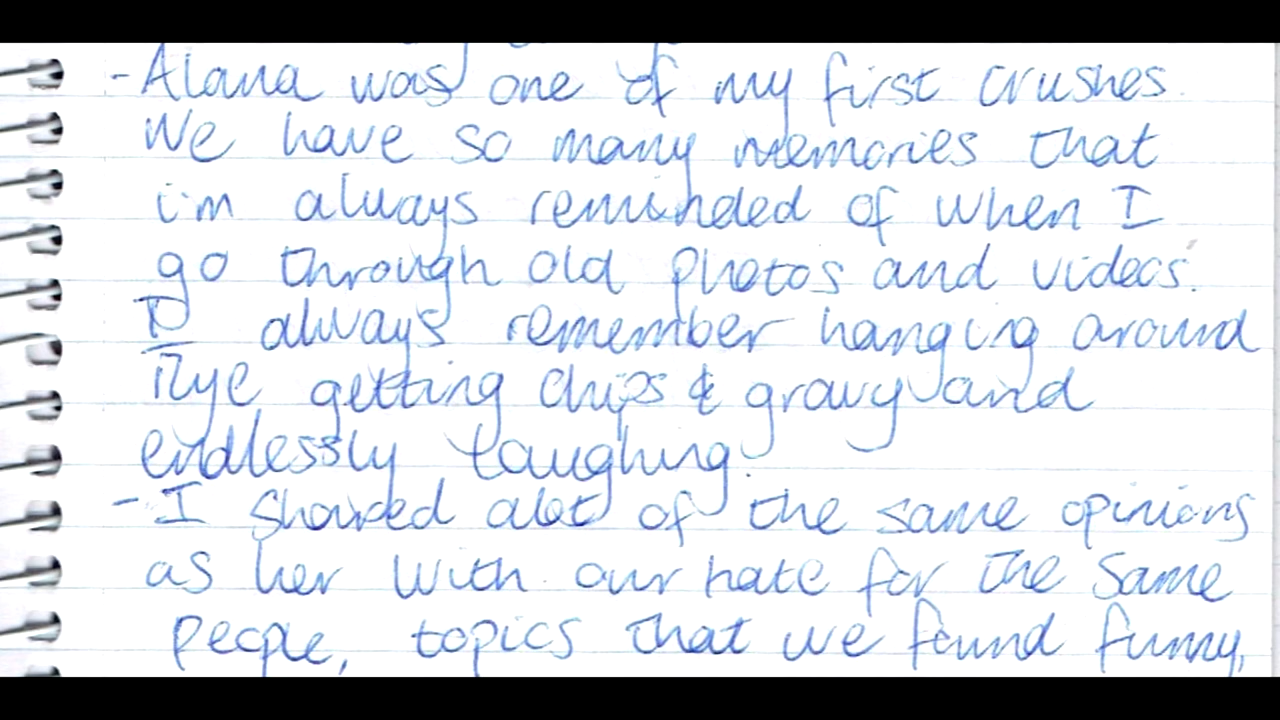 - Alana was one of my first crushes.
We have so many memories that
i'm always reminded of when I
go through old photos and videos.
I always remember hanging around
Rye getting chips & gravy and
endlessly laughing.
- I shared alot of the same opinions
as her with our hate for the same
people, topics that we found funny,